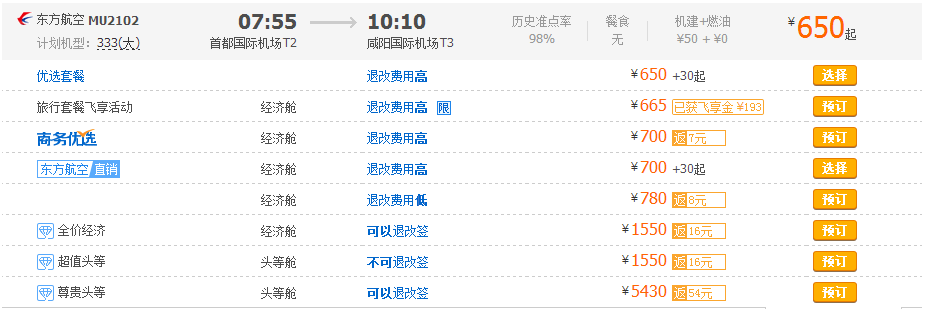 东方航空 MU2102 07:55 10:10 历史准点率 餐食 机建+燃油 ¥650起
计划机型: 333(大) 首都国际机场T2 咸阳国际机场T3 98% 无 ¥50 + ¥0
优选套餐 退改费用高 ¥650 +30起 选择
旅行套餐飞享活动 经济舱 退改费用高 限 ¥665 已获飞享金 ¥193 预订
商务优选 经济舱 退改费用高 ¥700 返 7元 预订
东方航空 直销 经济舱 退改费用高 ¥700 +30起 选择
经济舱 退改费用低 ¥780 返 8元 预订
全价经济 经济舱 可以退改签 ¥1550 返 16元 预订
超值头等 头等舱 不可退改签 ¥1550 返 16元 预订
尊贵头等 头等舱 可以退改签 ¥5430 返 54元 预订